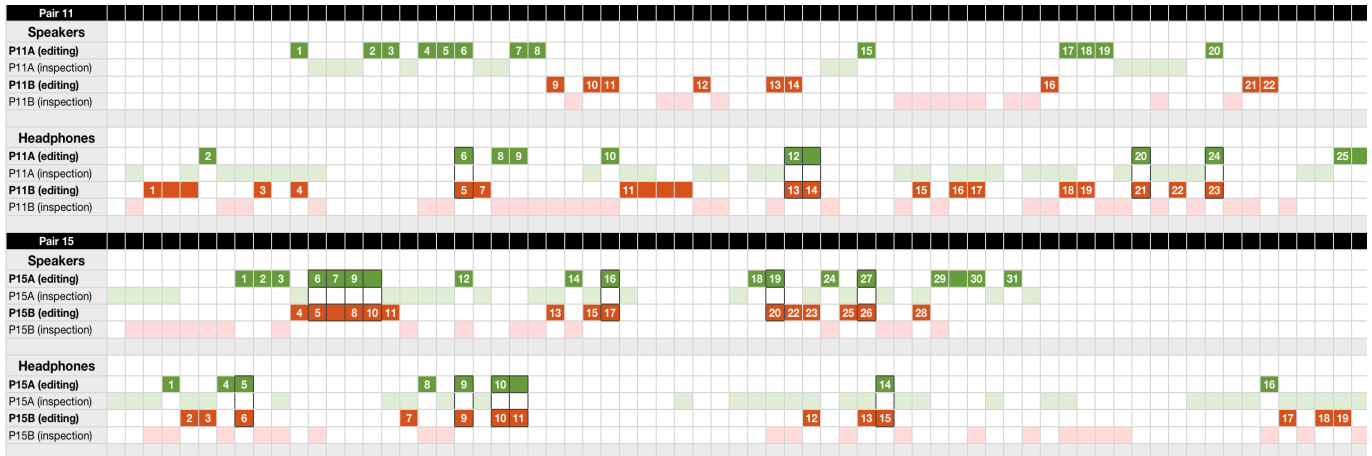 Pair 11
Speakers
P11A (editing) 1 2 3 4 5 6 7 8 15 17 18 19 20
P11A (inspection)
P11B (editing) 9 10 11 12 13 14 16 21 22
P11B (inspection)
Headphones
P11A (editing) 2 6 8 9 10 12 20 24 25
P11A (inspection)
P11B (editing) 1 3 4 5 7 11 13 14 15 16 17 18 19 21 22 23
P11B (inspection)
Pair 15
Speakers
P15A (editing) 1 2 3 6 7 9 12 14 16 18 19 24 27 29 30 31
P15A (inspection)
P15B (editing) 4 5 8 10 11 13 15 17 20 22 23 25 26 28
P15B (inspection)
Headphones
P15A (editing) 1 4 5 8 9 10 14 16
P15A (inspection)
P15B (editing) 2 3 6 7 9 10 11 12 13 15 17 18 19
P15B (inspection)